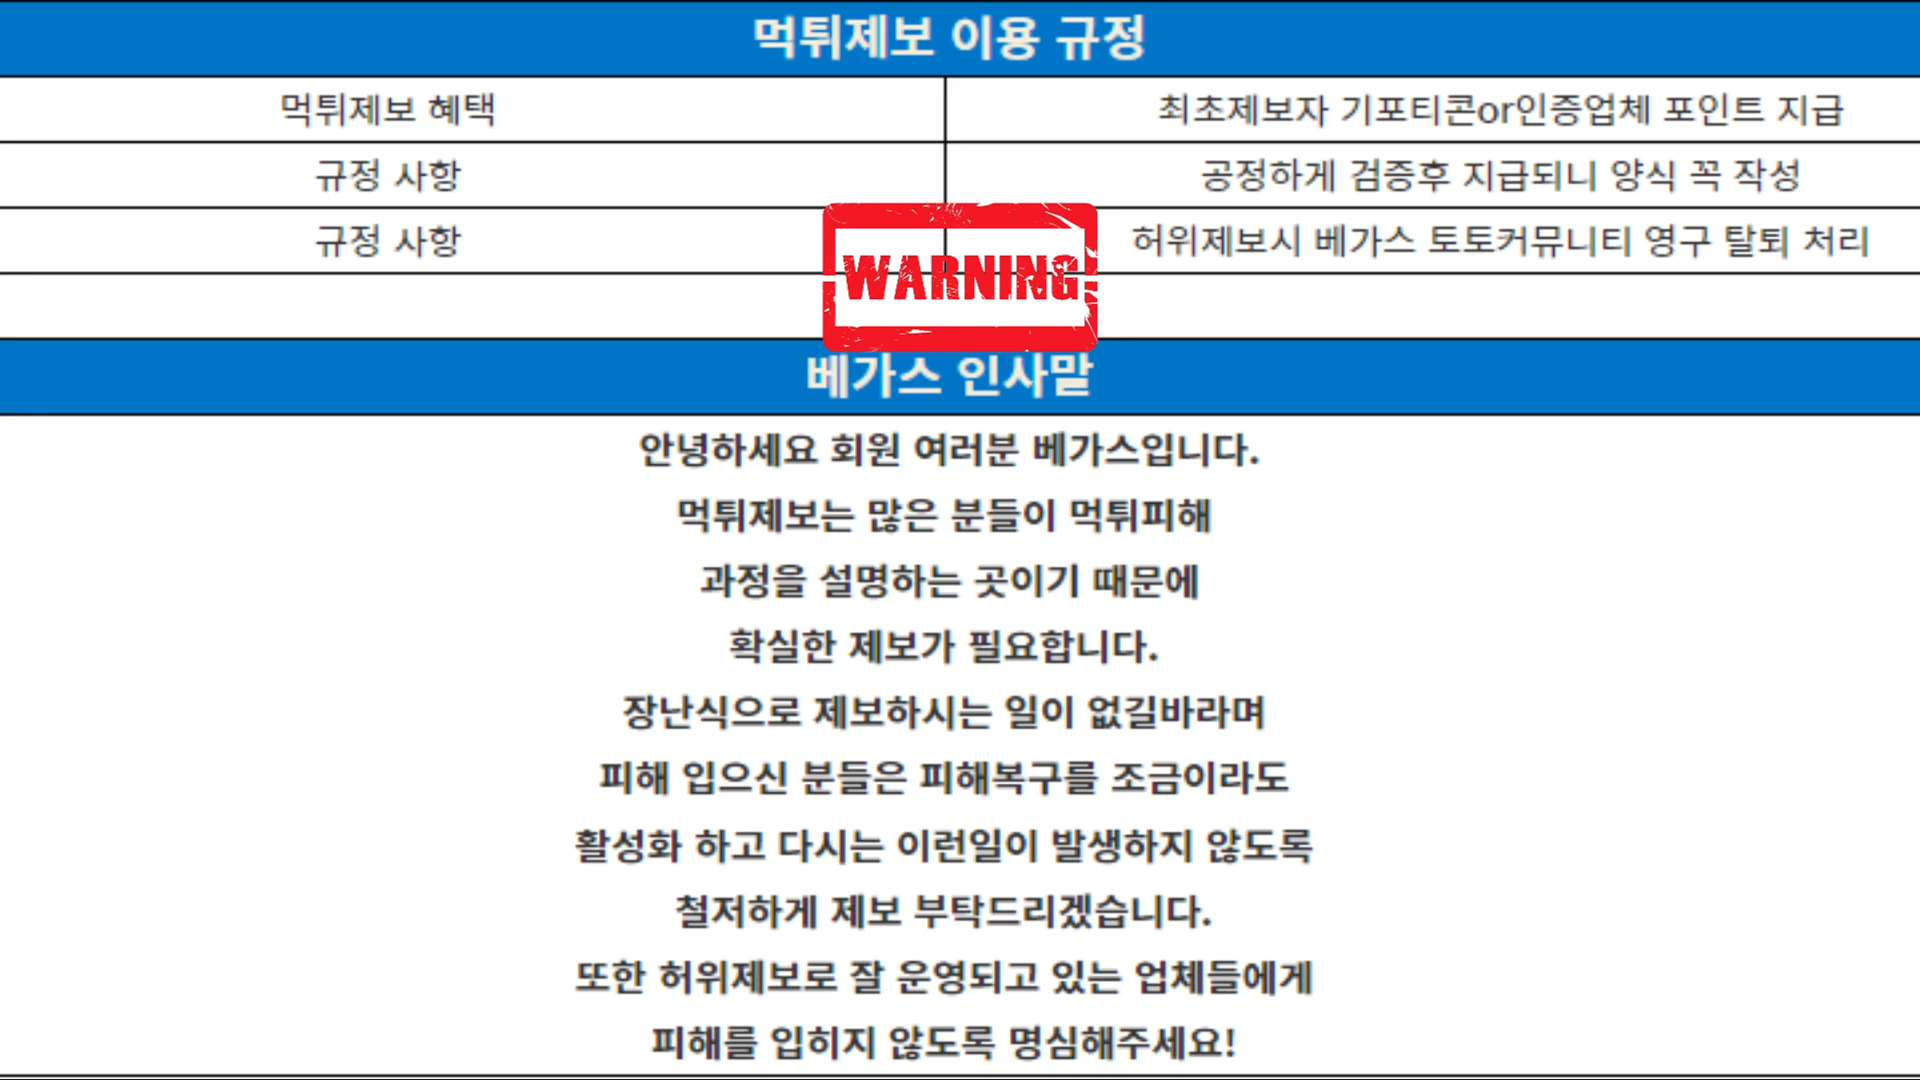 먹튀제보 이용 규정
먹튀제보 혜택 최초제보자 기포티콘or인증업체 포인트 지급
규정 사항 공정하게 검증후 지급되니 양식 꼭 작성
규정 사항 허위제보시 베가스 토토커뮤니티 영구 탈퇴 처리
WARNING
베가스 인사말
안녕하세요 회원 여러분 베가스입니다.
먹튀제보는 많은 분들이 먹튀피해
과정을 설명하는 곳이기 때문에
확실한 제보가 필요합니다.
장난식으로 제보하시는 일이 없길바라며
피해 입으신 분들은 피해복구를 조금이라도
활성화 하고 다시는 이런일이 발생하지 않도록
철저하게 제보 부탁드리겠습니다.
또한 허위제보로 잘 운영되고 있는 업체들에게
피해를 입히지 않도록 명심해주세요!